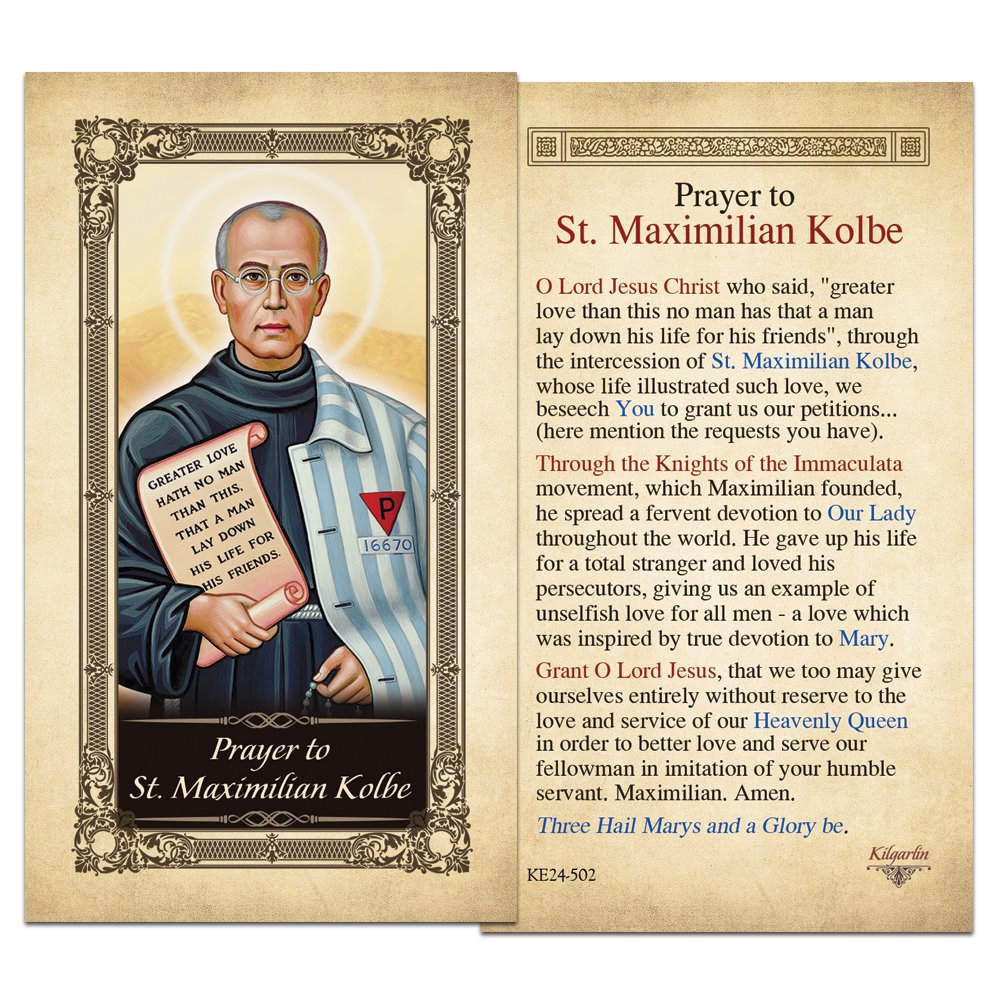 GREATER LOVE
HATH NO MAN
THAN THIS,
THAT A MAN
LAY DOWN
HIS LIFE FOR
HIS FRIENDS.
P
16670
Prayer to
St. Maximilian Kolbe
Prayer to
St. Maximilian Kolbe
O Lord Jesus Christ who said, "greater
love than this no man has that a man
lay down his life for his friends", through
the intercession of St. Maximilian Kolbe,
whose life illustrated such love, we
beseech You to grant us our petitions...
(here mention the requests you have).
Through the Knights of the Immaculata
movement, which Maximilian founded,
he spread a fervent devotion to Our Lady
throughout the world. He gave up his life
for a total stranger and loved his
persecutors, giving us an example of
unselfish love for all men - a love which
was inspired by true devotion to Mary.
Grant O Lord Jesus, that we too may give
ourselves entirely without reserve to the
love and service of our Heavenly Queen
in order to better love and serve our
fellowman in imitation of your humble
servant. Maximilian. Amen.
Three Hail Marys and a Glory be.
Kilgarlin
KE24-502